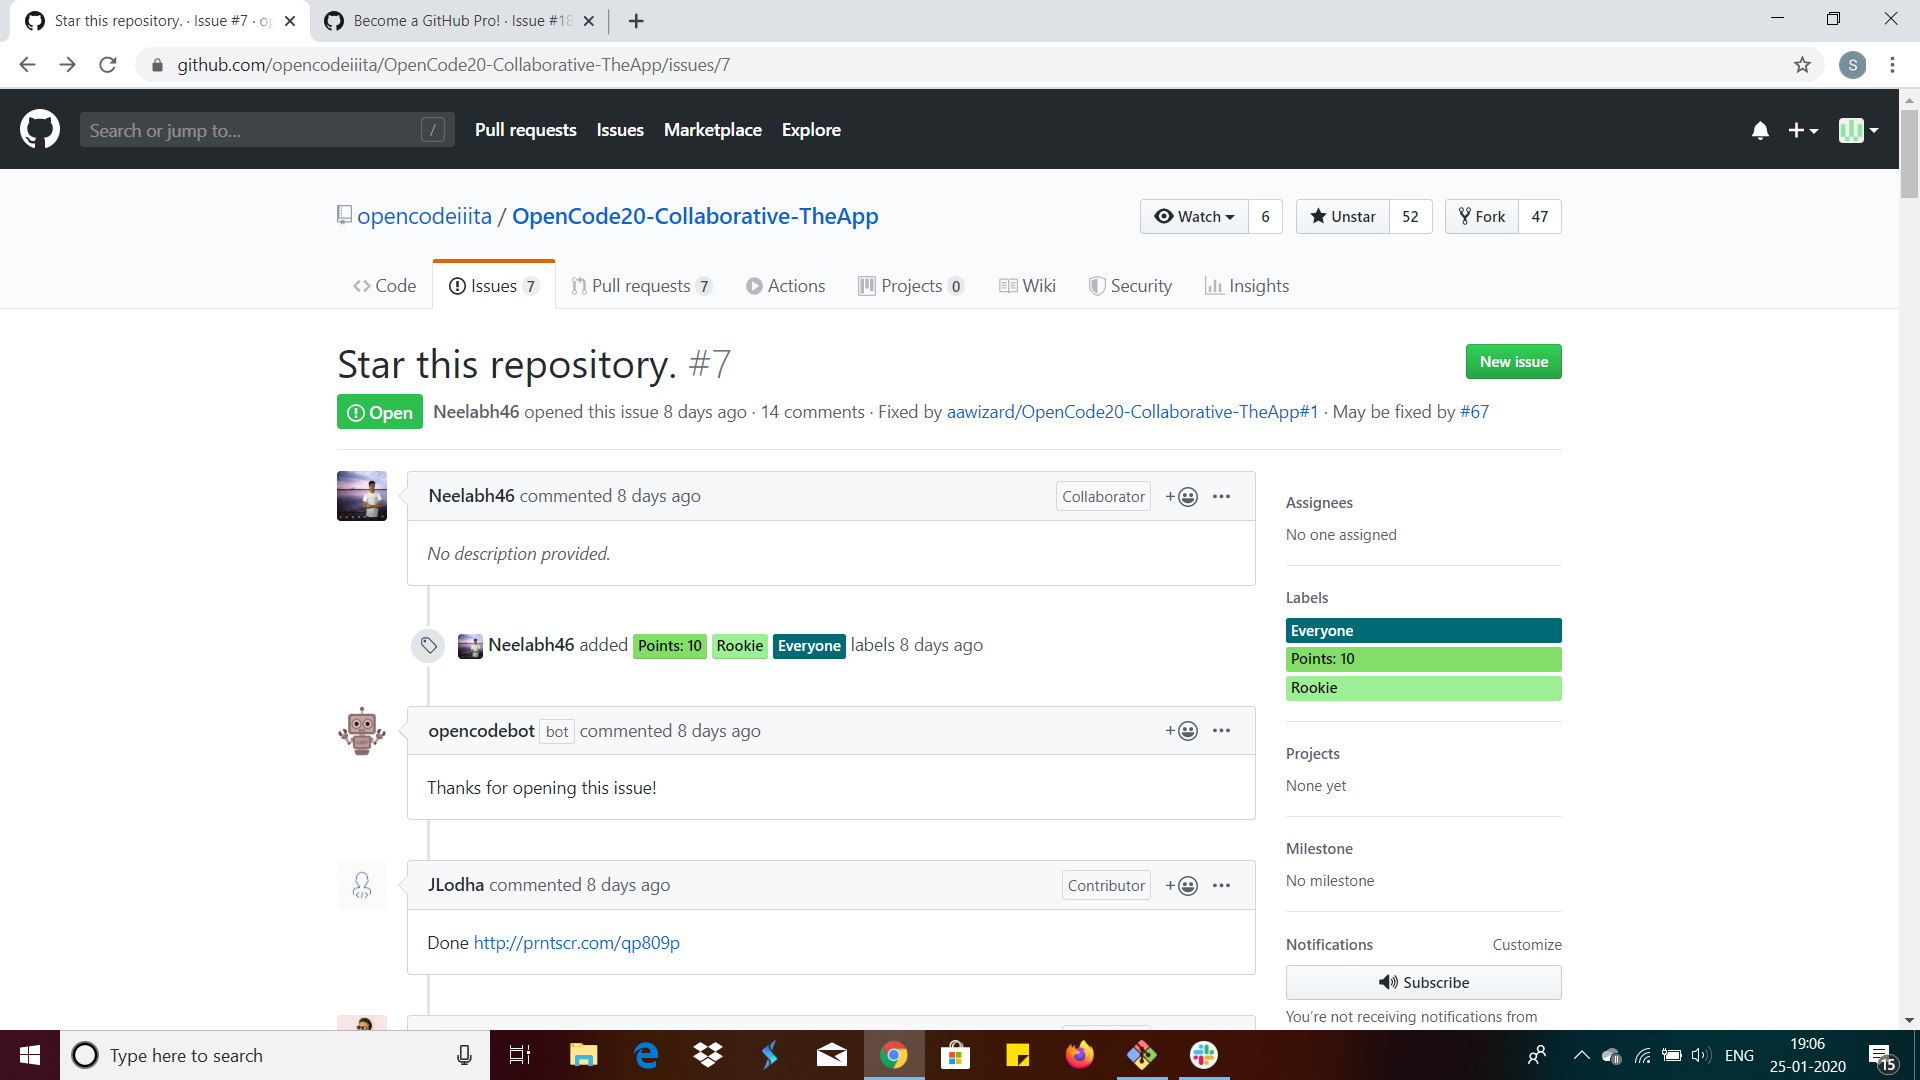 Star this repository. · Issue #7 · op
Become a GitHub Pro! · Issue #18
github.com/opencodeiiita/OpenCode20-Collaborative-TheApp/issues/7
S
Search or jump to...
/
Pull requests
Issues
Marketplace
Explore
opencodeiiita / OpenCode20-Collaborative-TheApp
Watch 6
Unstar 52
Fork 47
Code
Issues 7
Pull requests 7
Actions
Projects 0
Wiki
Security
Insights
Star this repository. #7
New issue
Open
Neelabh46 opened this issue 8 days ago · 14 comments · Fixed by aawizard/OpenCode20-Collaborative-TheApp#1 · May be fixed by #67
Neelabh46 commented 8 days ago
Collaborator
No description provided.
Neelabh46 added Points: 10 Rookie Everyone labels 8 days ago
opencodebot bot commented 8 days ago
Thanks for opening this issue!
JLodha commented 8 days ago
Contributor
Done http://prntscr.com/qp809p
Assignees
No one assigned
Labels
Everyone
Points: 10
Rookie
Projects
None yet
Milestone
No milestone
Notifications
Customize
Subscribe
You're not receiving notifications from
Type here to search
ENG
19:06
25-01-2020
15